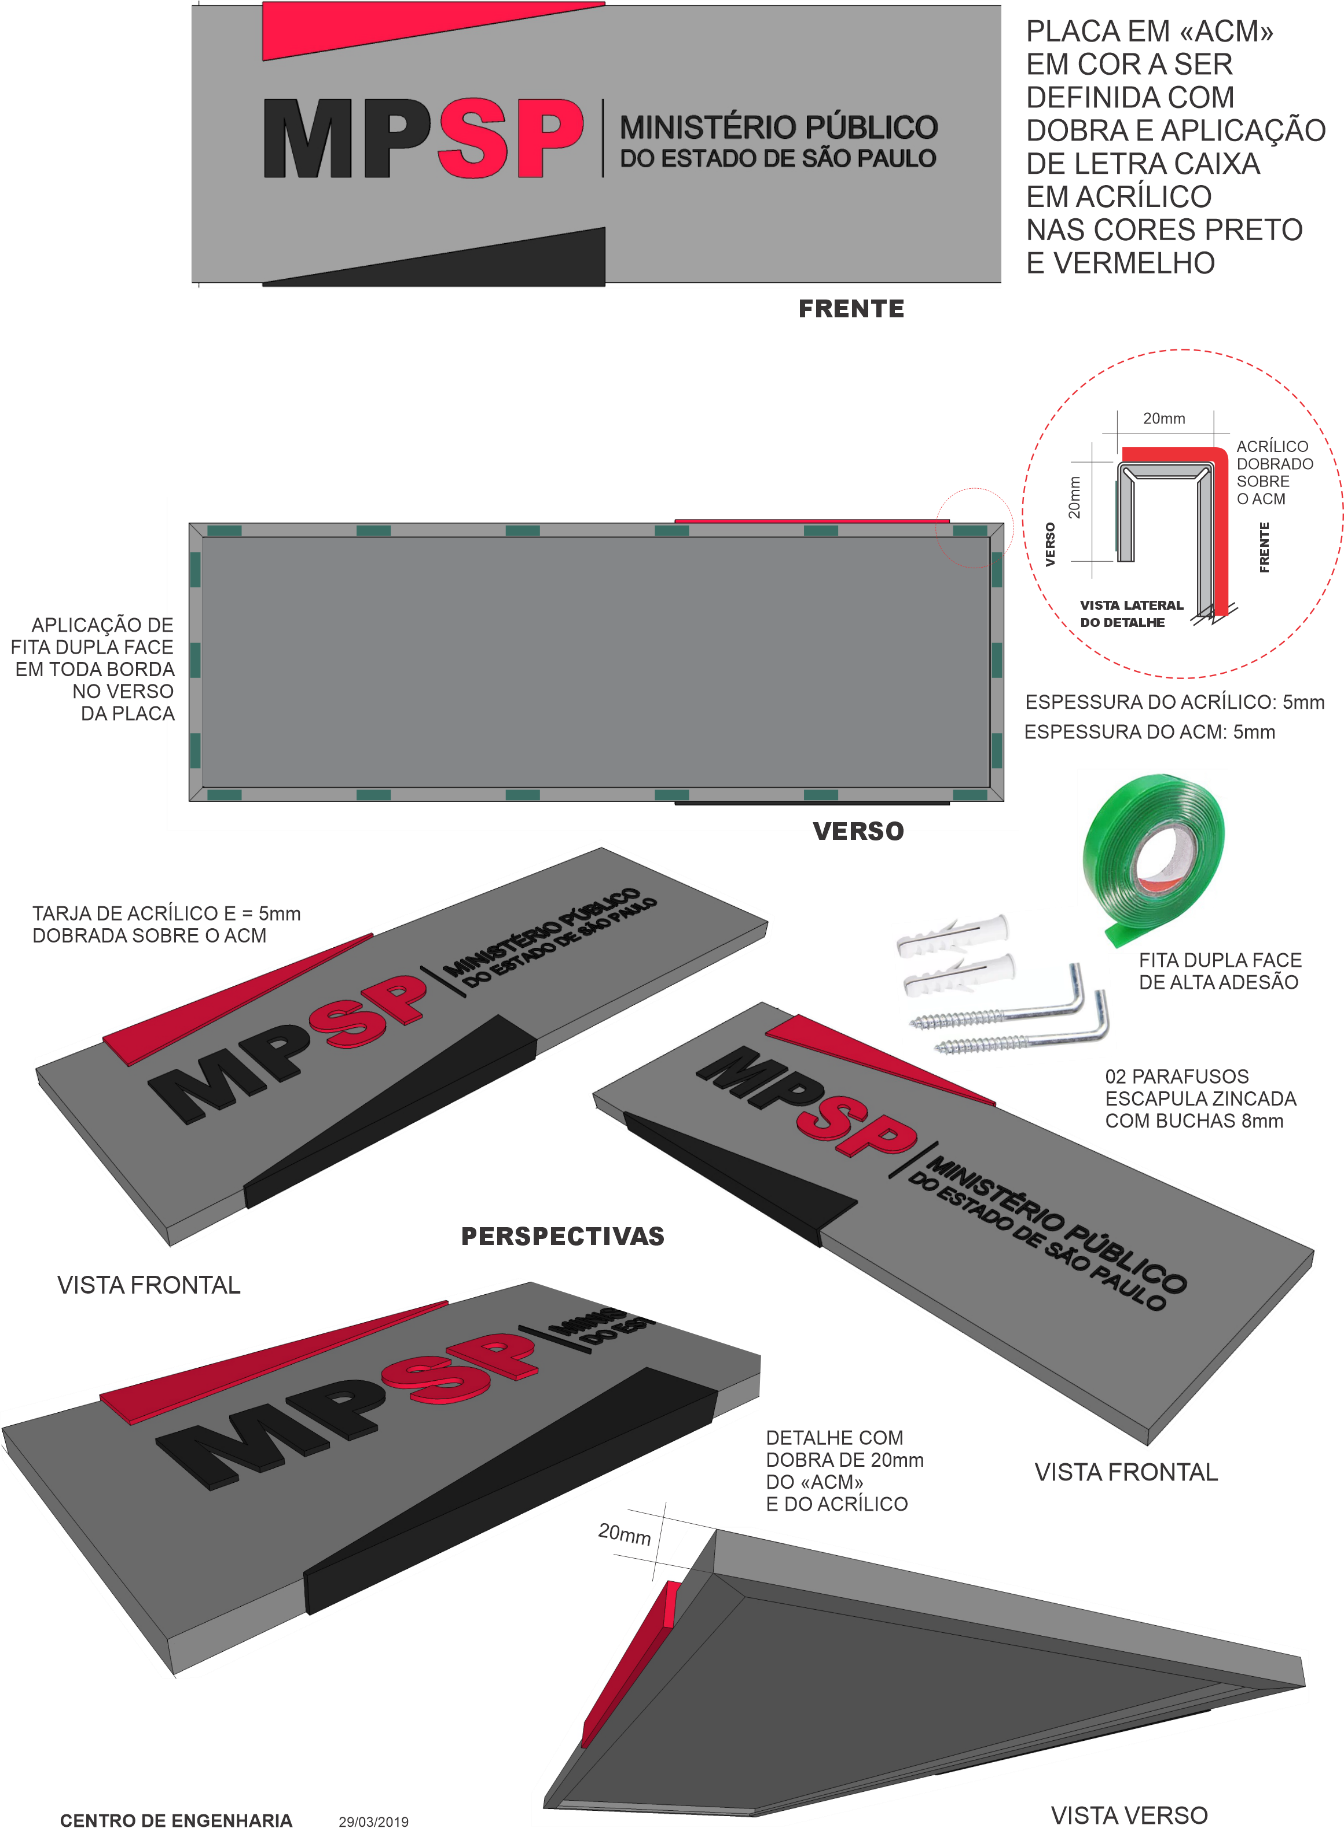 MPSP
MINISTÉRIO PÚBLICO
DO ESTADO DE SÃO PAULO
PLACA EM «ACM»
EM COR A SER
DEFINIDA COM
DOBRA E APLICAÇÃO
DE LETRA CAIXA
EM ACRÍLICO
NAS CORES PRETO
E VERMELHO
FRENTE
20mm
20mm
ACRÍLICO
DOBRADO
SOBRE
O ACM
VERSO
FRENTE
VISTA LATERAL
DO DETALHE
APLICAÇÃO DE
FITA DUPLA FACE
EM TODA BORDA
NO VERSO
DA PLACA
ESPESSURA DO ACRÍLICO: 5mm
ESPESSURA DO ACM: 5mm
VERSO
TARJA DE ACRÍLICO E = 5mm
DOBRADA SOBRE O ACM
MPSP
MINISTÉRIO PÚBLICO
DO ESTADO DE SÃO PAULO
FITA DUPLA FACE
DE ALTA ADESÃO
02 PARAFUSOS
ESCAPULA ZINCADA
COM BUCHAS 8mm
MPSP
MINISTÉRIO PÚBLICO
DO ESTADO DE SÃO PAULO
PERSPECTIVAS
VISTA FRONTAL
MPSP
MINIS
DO EST
DETALHE COM
DOBRA DE 20mm
DO «ACM»
E DO ACRÍLICO
VISTA FRONTAL
20mm
VISTA VERSO
CENTRO DE ENGENHARIA
29/03/2019